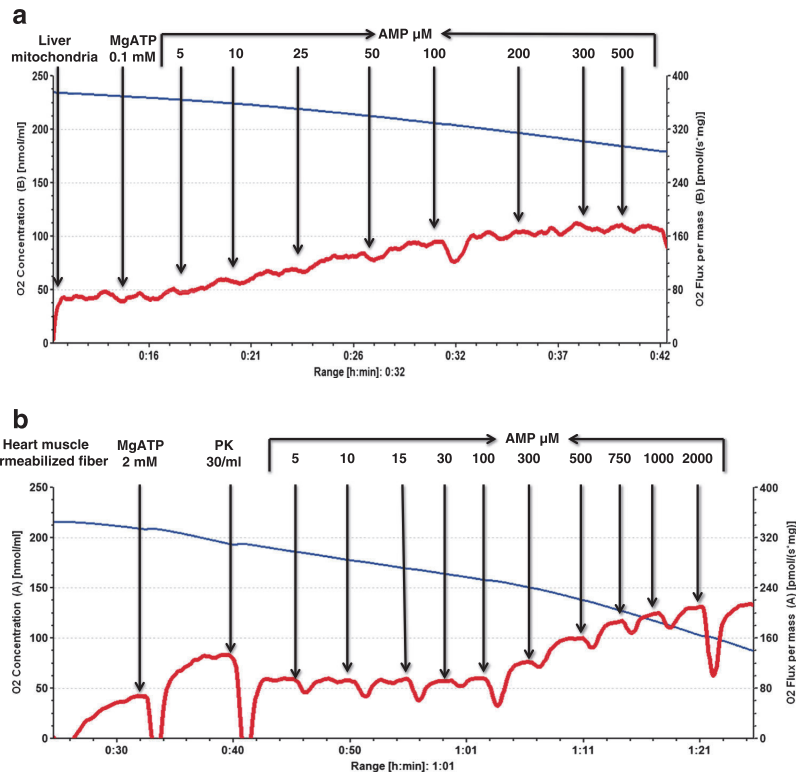 a
AMP µM
Liver mitochondria
MgATP 0.1 mM
5 10 25 50 100 200 300 500
250
200
150
100
50
0
O2 Concentration (B) [nmol/ml]
400
320
240
160
80
0
O2 Flux per mass (B) [pmol/(s*mg)]
0:16 0:21 0:26 0:32 0:37 0:42
Range [h:min]: 0:32
b
AMP µM
Heart muscle
rmeabilized fiber
MgATP 2 mM
PK 30/ml
5 10 15 30 100 300 500 750 1000 2000
250
200
150
100
50
0
O2 Concentration (A) [nmol/ml]
400
320
240
160
80
0
O2 Flux per mass (A) [pmol/(s*mg)]
0:30 0:40 0:50 1:01 1:11 1:21
Range [h:min]: 1:01